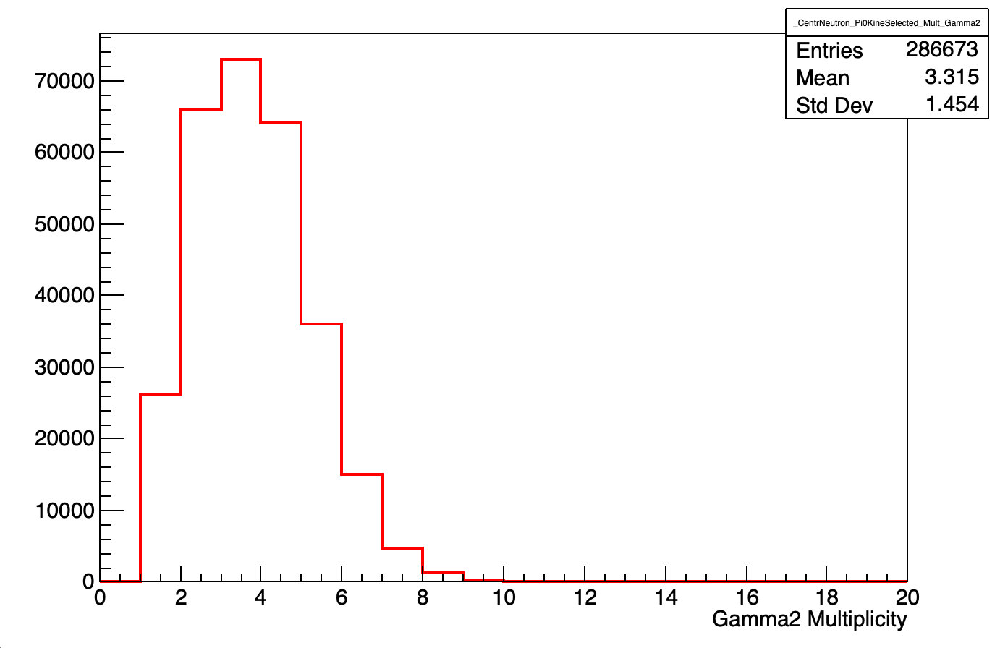 _CentrNeutron_Pi0KineSelected_Mult_Gamma2
Entries 286673
Mean 3.315
Std Dev 1.454
70000
60000
50000
40000
30000
20000
10000
0
0 2 4 6 8 10 12 14 16 18 20
Gamma2 Multiplicity